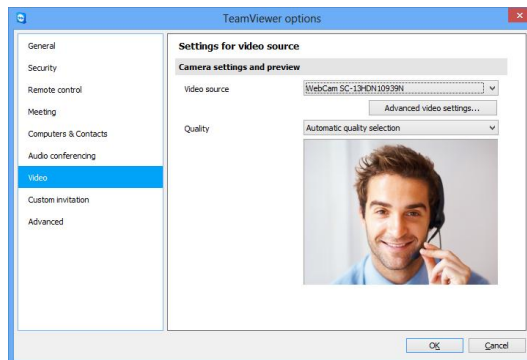 TeamViewer options
General
Security
Remote control
Meeting
Computers & Contacts
Audio conferencing
Video
Custom invitation
Advanced
Settings for video source
Camera settings and preview
Video source WebCam SC-13HDN10939N
Advanced video settings...
Quality Automatic quality selection
OK Cancel